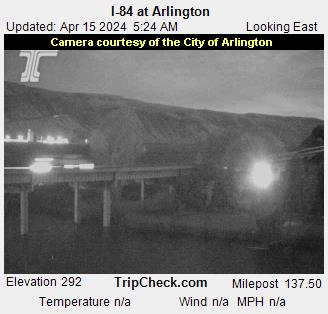 I-84 at Arlington
Updated: Apr 15 2024 5:24 AM Looking East
Camera courtesy of the City of Arlington
Elevation 292 TripCheck.com Milepost 137.50
Temperature n/a Wind n/a MPH n/a